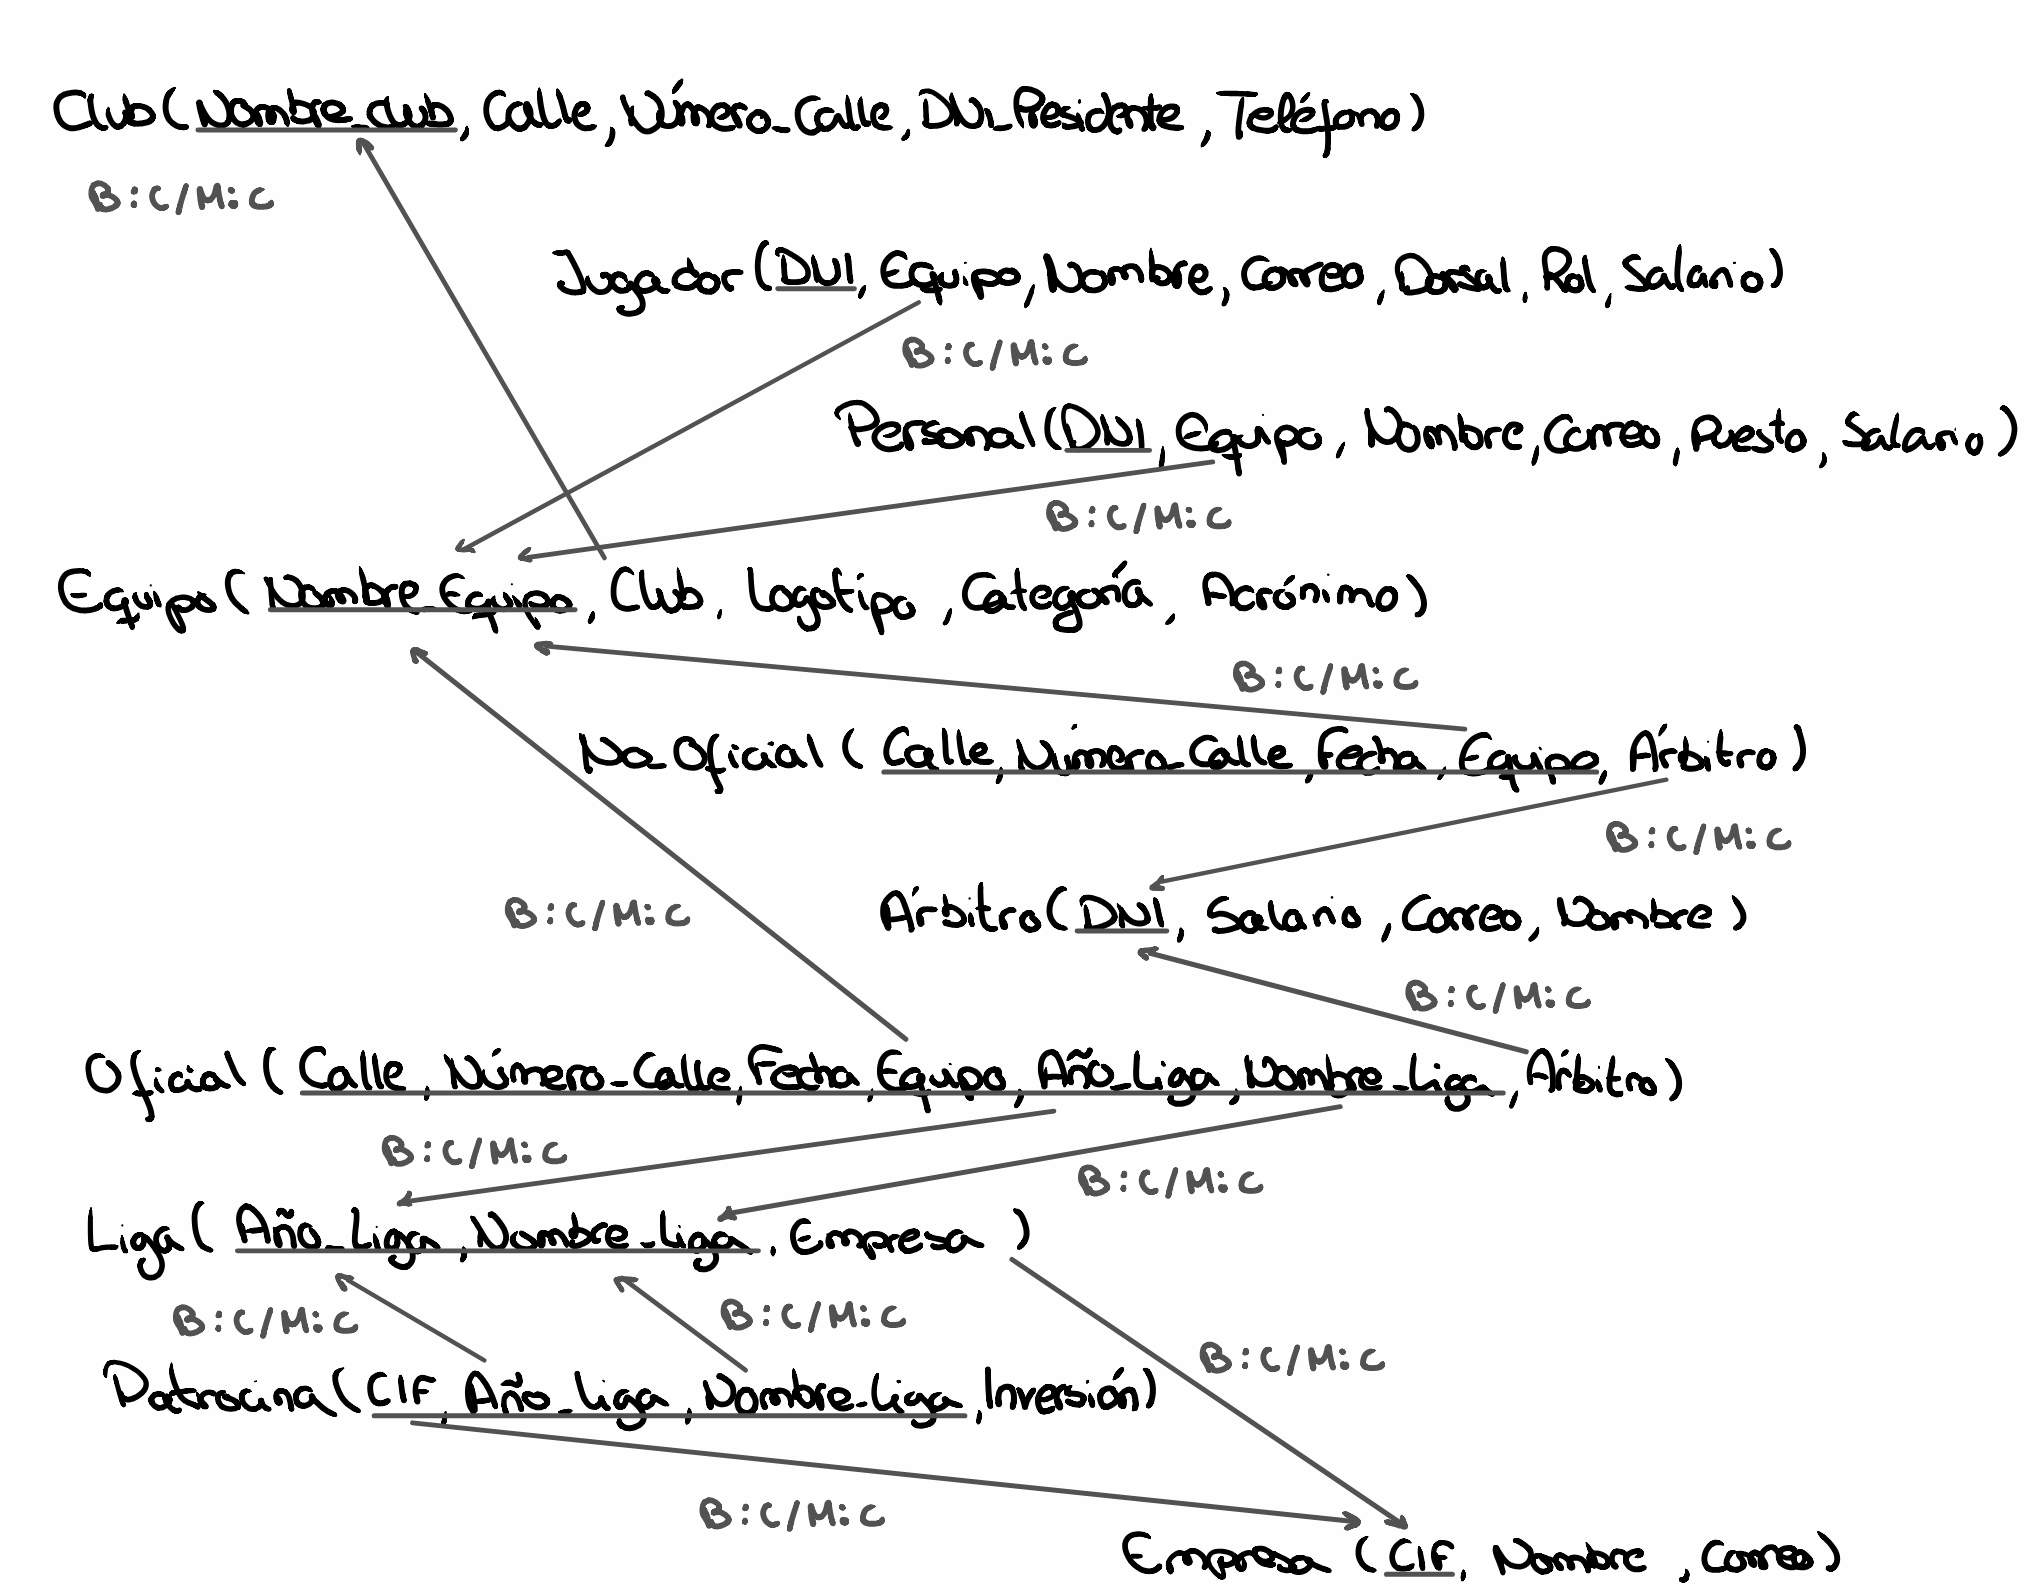 Club (Nombre_club, Calle, Número_Calle, DNI_Presidente, Teléfono)
B:C/M:C
Jugador (DNI, Equipo, Nombre, Correo, Dorsal, Rol, Salario)
B:C/M:C
Personal (DNI, Equipo, Nombre, Correo, Puesto, Salario)
B:C/M:C
Equipo (Nombre_Equipo, Club, Logotipo, Categoría, Acrónimo)
B:C/M:C
No_Oficial (Calle, Número_Calle, Fecha, Equipo, Árbitro)
B:C/M:C
B:C/M:C
Árbitro (DNI, Salario, Correo, Nombre)
B:C/M:C
Oficial (Calle, Número_Calle, Fecha, Equipo, Año_Liga, Nombre_Liga, Árbitro)
B:C/M:C
B:C/M:C
Liga (Año_Liga, Nombre_Liga, Empresa)
B:C/M:C
B:C/M:C
B:C/M:C
Patrocina (CIF, Año_Liga, Nombre_Liga, Inversión)
B:C/M:C
Empresa (CIF, Nombre, Correo)